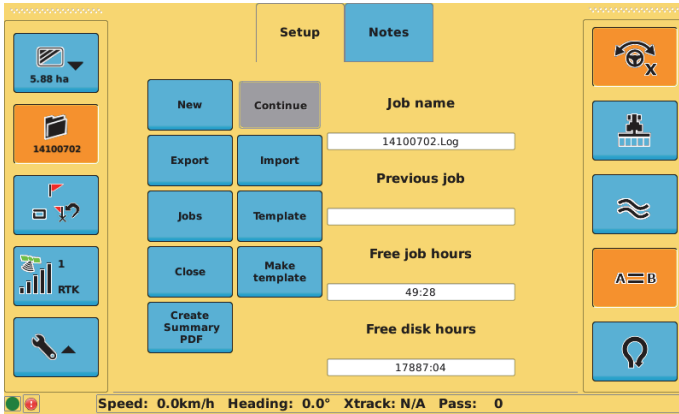 Setup
Notes
5.88 ha
14100702
1
RTK
New
Continue
Export
Import
Jobs
Template
Close
Make
template
Create
Summary
PDF
Job name
14100702.Log
Previous job
Free job hours
49:28
Free disk hours
17887:04
X
A=B
Speed: 0.0km/h Heading: 0.0° Xtrack: N/A Pass: 0